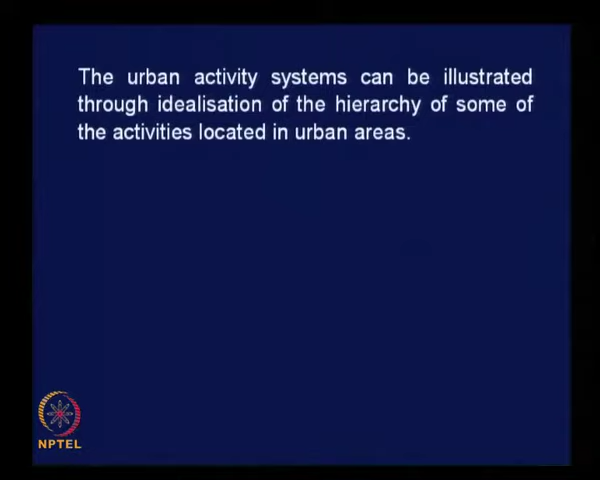 The urban activity systems can be illustrated
through idealisation of the hierarchy of some of
the activities located in urban areas.
NPTEL